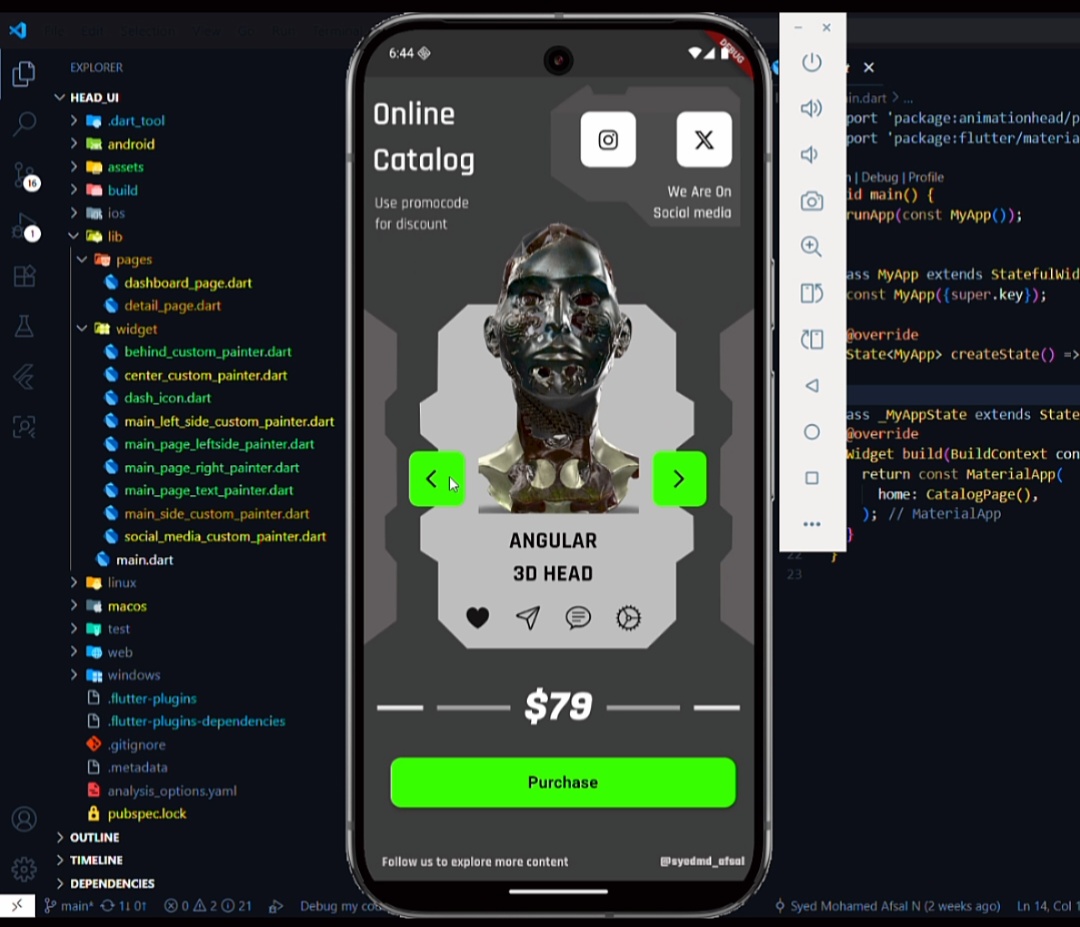 EXPLORER
HEAD_UI
.dart_tool
android
assets
build
ios
lib
pages
dashboard_page.dart
detail_page.dart
widget
behind_custom_painter.dart
center_custom_painter.dart
dash_icon.dart
main_left_side_custom_painter.dart
main_page_leftside_painter.dart
main_page_right_painter.dart
main_page_text_painter.dart
main_side_custom_painter.dart
social_media_custom_painter.dart
main.dart
linux
macos
test
web
windows
.flutter-plugins
.flutter-plugins-dependencies
.gitignore
.metadata
analysis_options.yaml
pubspec.lock
OUTLINE
TIMELINE
DEPENDENCIES
16
1
6:44
DEBUG
Online
Catalog
Use promocode
for discount
We Are On
Social media
ANGULAR
3D HEAD
$79
Purchase
Follow us to explore more content
@syedmd_afsal
in.dart > ...
port 'package:animationhead/p
port 'package:flutter/materia
| Debug | Profile
id main() {
runApp(const MyApp());
ass MyApp extends StatefulWid
const MyApp({super.key});
@override
State<MyApp> createState() =>
ass _MyAppState extends State
@override
Widget build(BuildContext con
return const MaterialApp(
home: CatalogPage(),
); // MaterialApp
}
22 }
23
main* 1↓ 0↑ 0 2 21 Debug my
Syed Mohamed Afsal N (2 weeks ago) Ln 14, Col 1